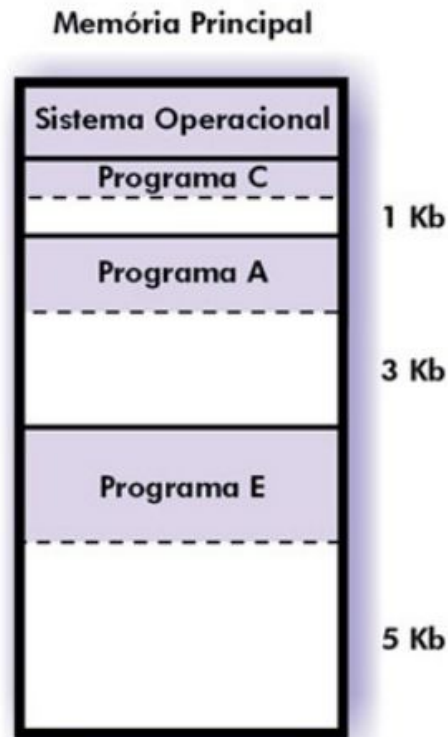 Memória Principal
Sistema Operacional
Programa C
1 Kb
Programa A
3 Kb
Programa E
5 Kb